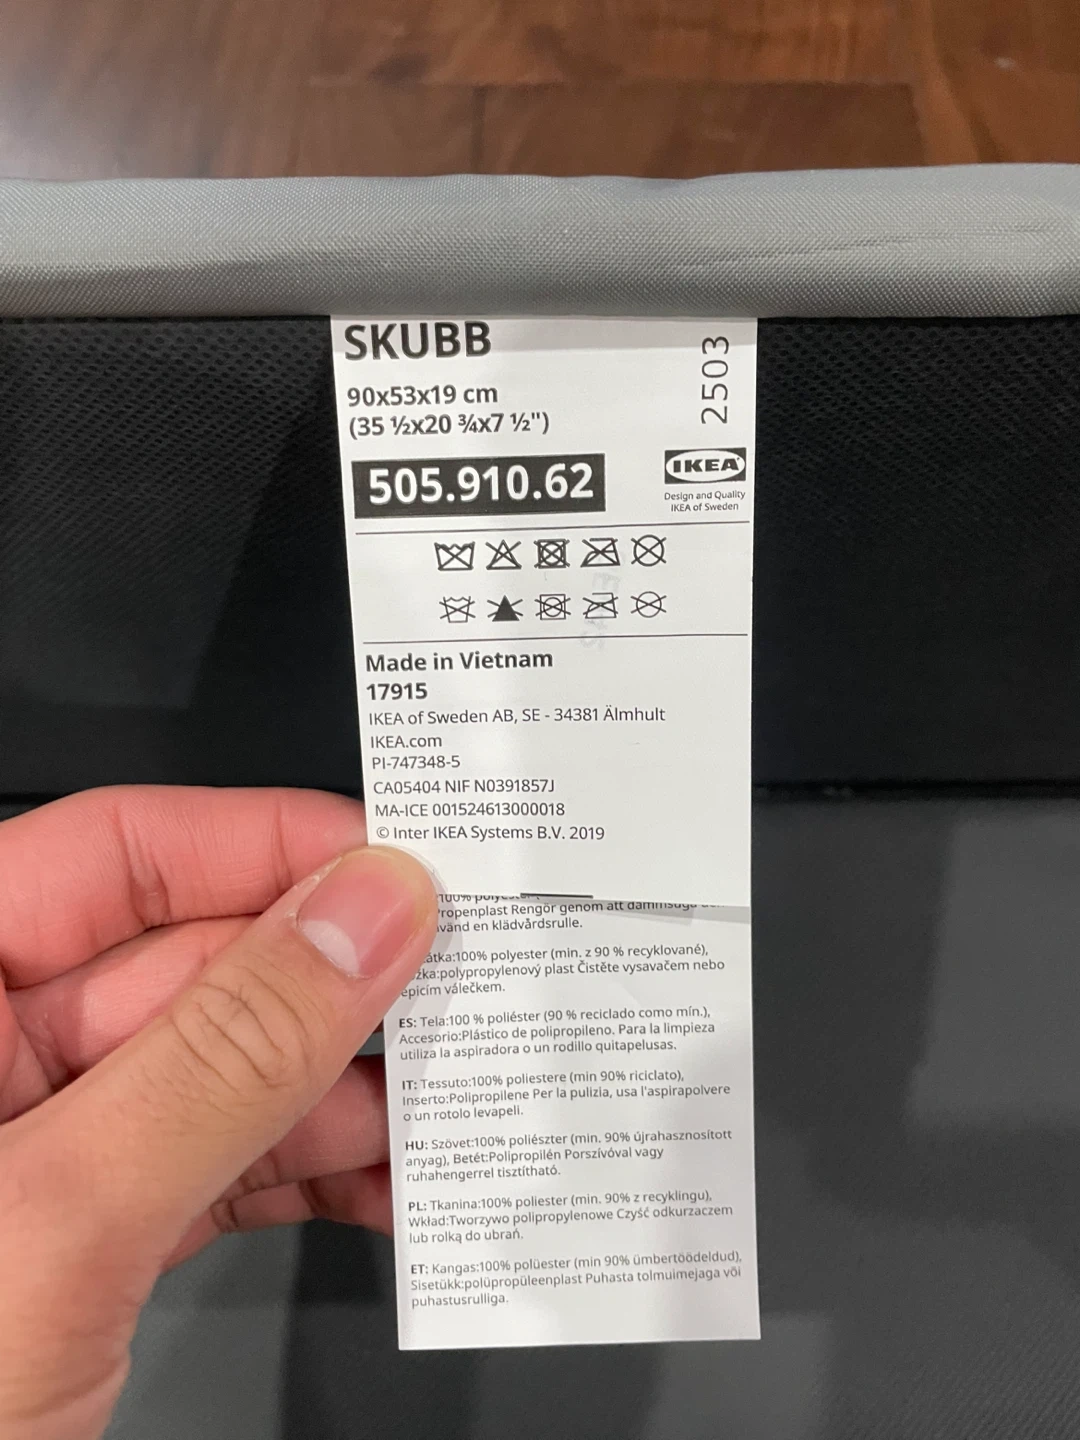 SKUBB
2503
90x53x19 cm
(35 ½x20 ¾x7 ½")
505.910.62
IKEA
Design and Quality
IKEA of Sweden
Made in Vietnam
17915
IKEA of Sweden AB, SE - 34381 Älmhult
IKEA.com
PI-747348-5
CA05404 NIF N0391857J
MA-ICE 001524613000018
© Inter IKEA Systems B.V. 2019
100%
Rengör genom att dammsuga
en klädvårdsrulle.
100% polyester (min. z 90 % recyklované),
polypropylenový plast Čistěte vysavačem nebo
válečkem.
ES: Tela:100 % poliéster (90 % reciclado como mín.),
Accesorio:Plástico de polipropileno. Para la limpieza
utiliza la aspiradora o un rodillo quitapelusas.
IT: Tessuto:100% poliestere (min 90% riciclato),
Inserto:Polipropilene Per la pulizia, usa l'aspirapolvere
o un rotolo levapeli.
HU: Szövet:100% poliészter (min. 90% újrahasznosított
anyag), Betét:Polipropilén Porszívóval vagy
ruhahengerrel tisztítható.
PL: Tkanina:100% poliester (min. 90% z recyklingu),
Wkład:Tworzywo polipropylenowe Czyść odkurzaczem
lub rolką do ubrań.
ET: Kangas:100% polüester (min 90% ümbertöödeldud),
Sisetükk:polüpropüleenplast Puhasta tolmuimejaga või
puhastusrulliga.